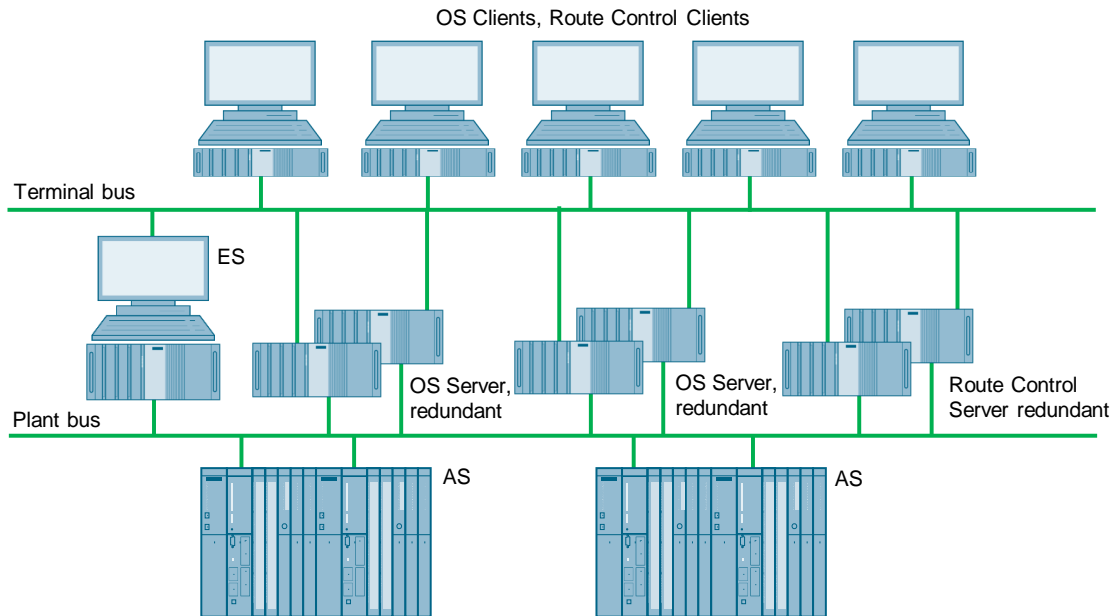 OS Clients, Route Control Clients
Terminal bus
ES
OS Server,
redundant
OS Server,
redundant
Route Control
Server redundant
Plant bus
AS
AS